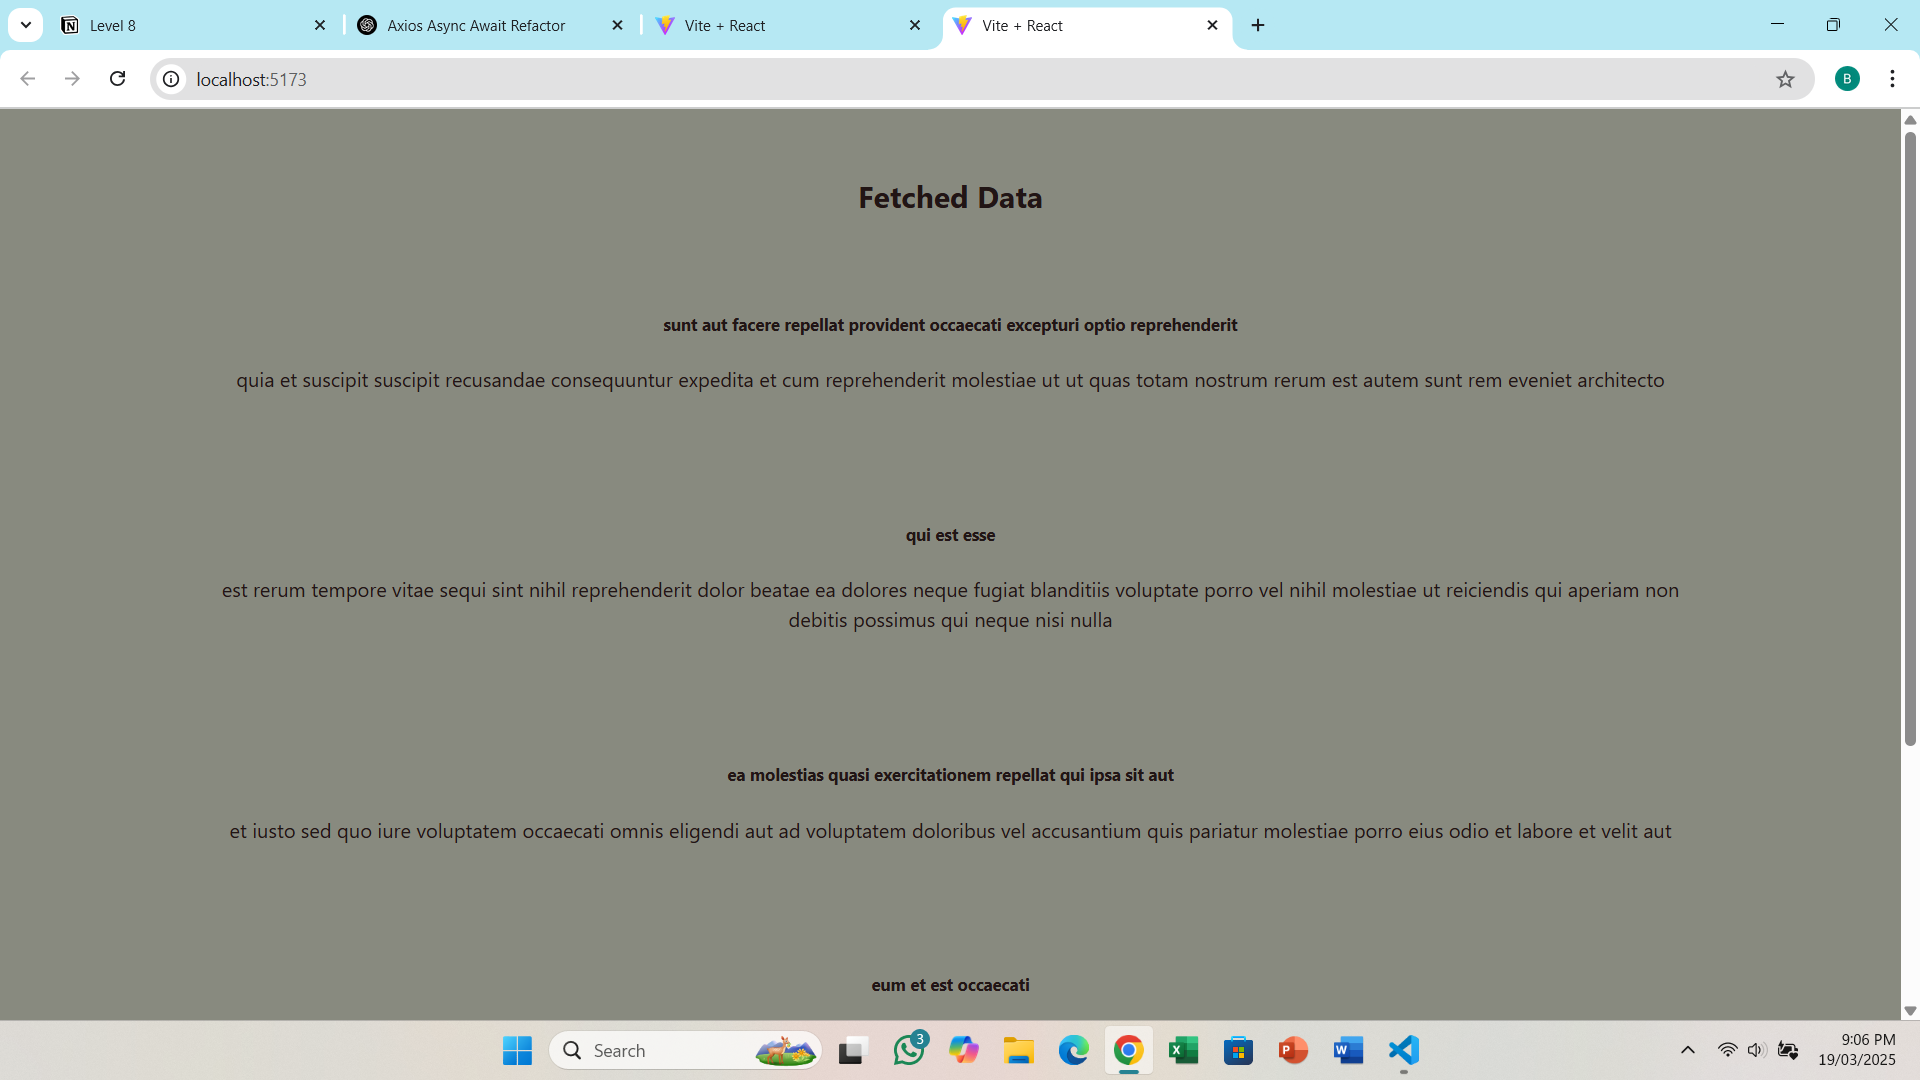 Level 8
Axios Async Await Refactor
Vite + React
Vite + React
localhost:5173
B
Fetched Data
sunt aut facere repellat provident occaecati excepturi optio reprehenderit
quia et suscipit suscipit recusandae consequuntur expedita et cum reprehenderit molestiae ut ut quas totam nostrum rerum est autem sunt rem eveniet architecto
qui est esse
est rerum tempore vitae sequi sint nihil reprehenderit dolor beatae ea dolores neque fugiat blanditiis voluptate porro vel nihil molestiae ut reiciendis qui aperiam non
debitis possimus qui neque nisi nulla
ea molestias quasi exercitationem repellat qui ipsa sit aut
et iusto sed quo iure voluptatem occaecati omnis eligendi aut ad voluptatem doloribus vel accusantium quis pariatur molestiae porro eius odio et labore et velit aut
eum et est occaecati
Search
3
9:06 PM
19/03/2025